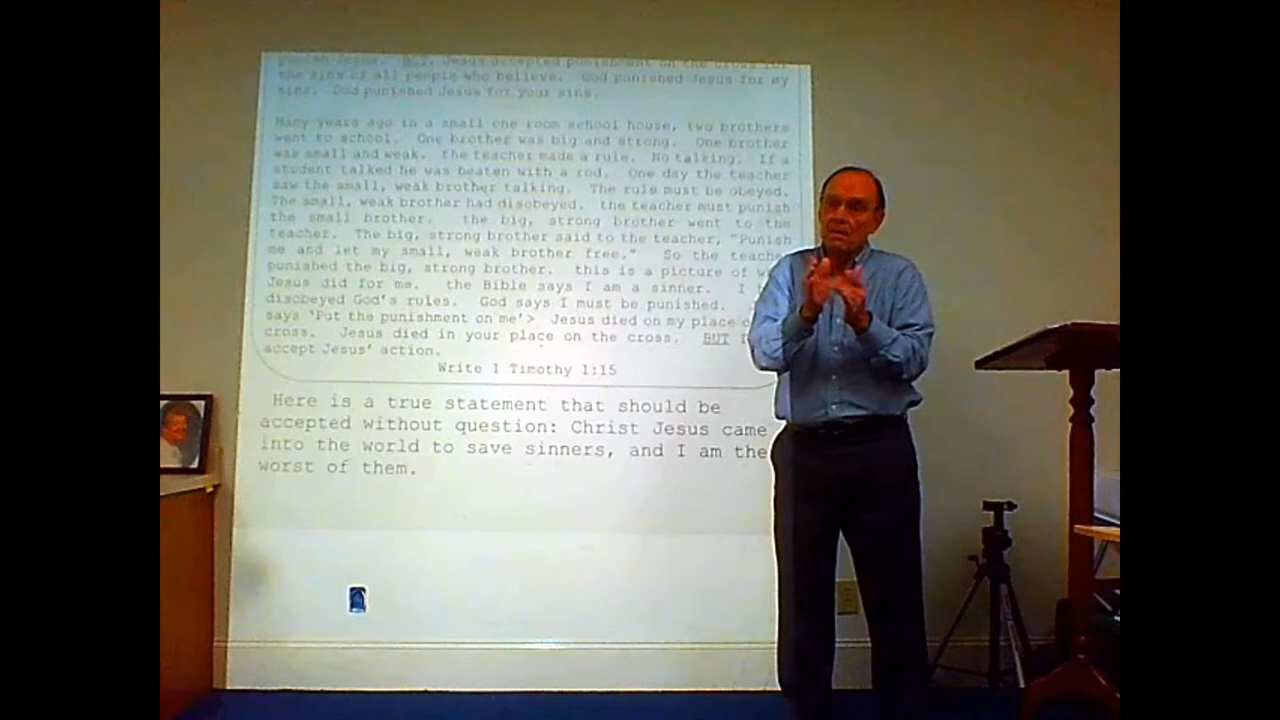 punish Jesus. BUT, Jesus accepted punishment on the cross for
the sins of all people who believe. God punished Jesus for my
sins. God punished Jesus for your sins.
Many years ago in a small one room school house, two brothers
went to school. One brother was big and strong. One brother
was small and weak. the teacher made a rule. No talking. If a
student talked he was beaten with a rod. One day the teacher
saw the small, weak brother talking. The rule must be obeyed.
The small, weak brother had disobeyed. the teacher must punish
the small brother. the big, strong brother went to the
teacher. The big, strong brother said to the teacher, "Punish
me and let my small, weak brother free." So the teache
punished the big, strong brother. this is a picture of w
Jesus did for me. the Bible says I am a sinner. I
disobeyed God's rules. God says I must be punished.
says 'Put the punishment on me'> Jesus died on my place
cross. Jesus died in your place on the cross. BUT I
accept Jesus' action.
Write 1 Timothy 1:15
Here is a true statement that should be
accepted without question: Christ Jesus came
into the world to save sinners, and I am the
worst of them.